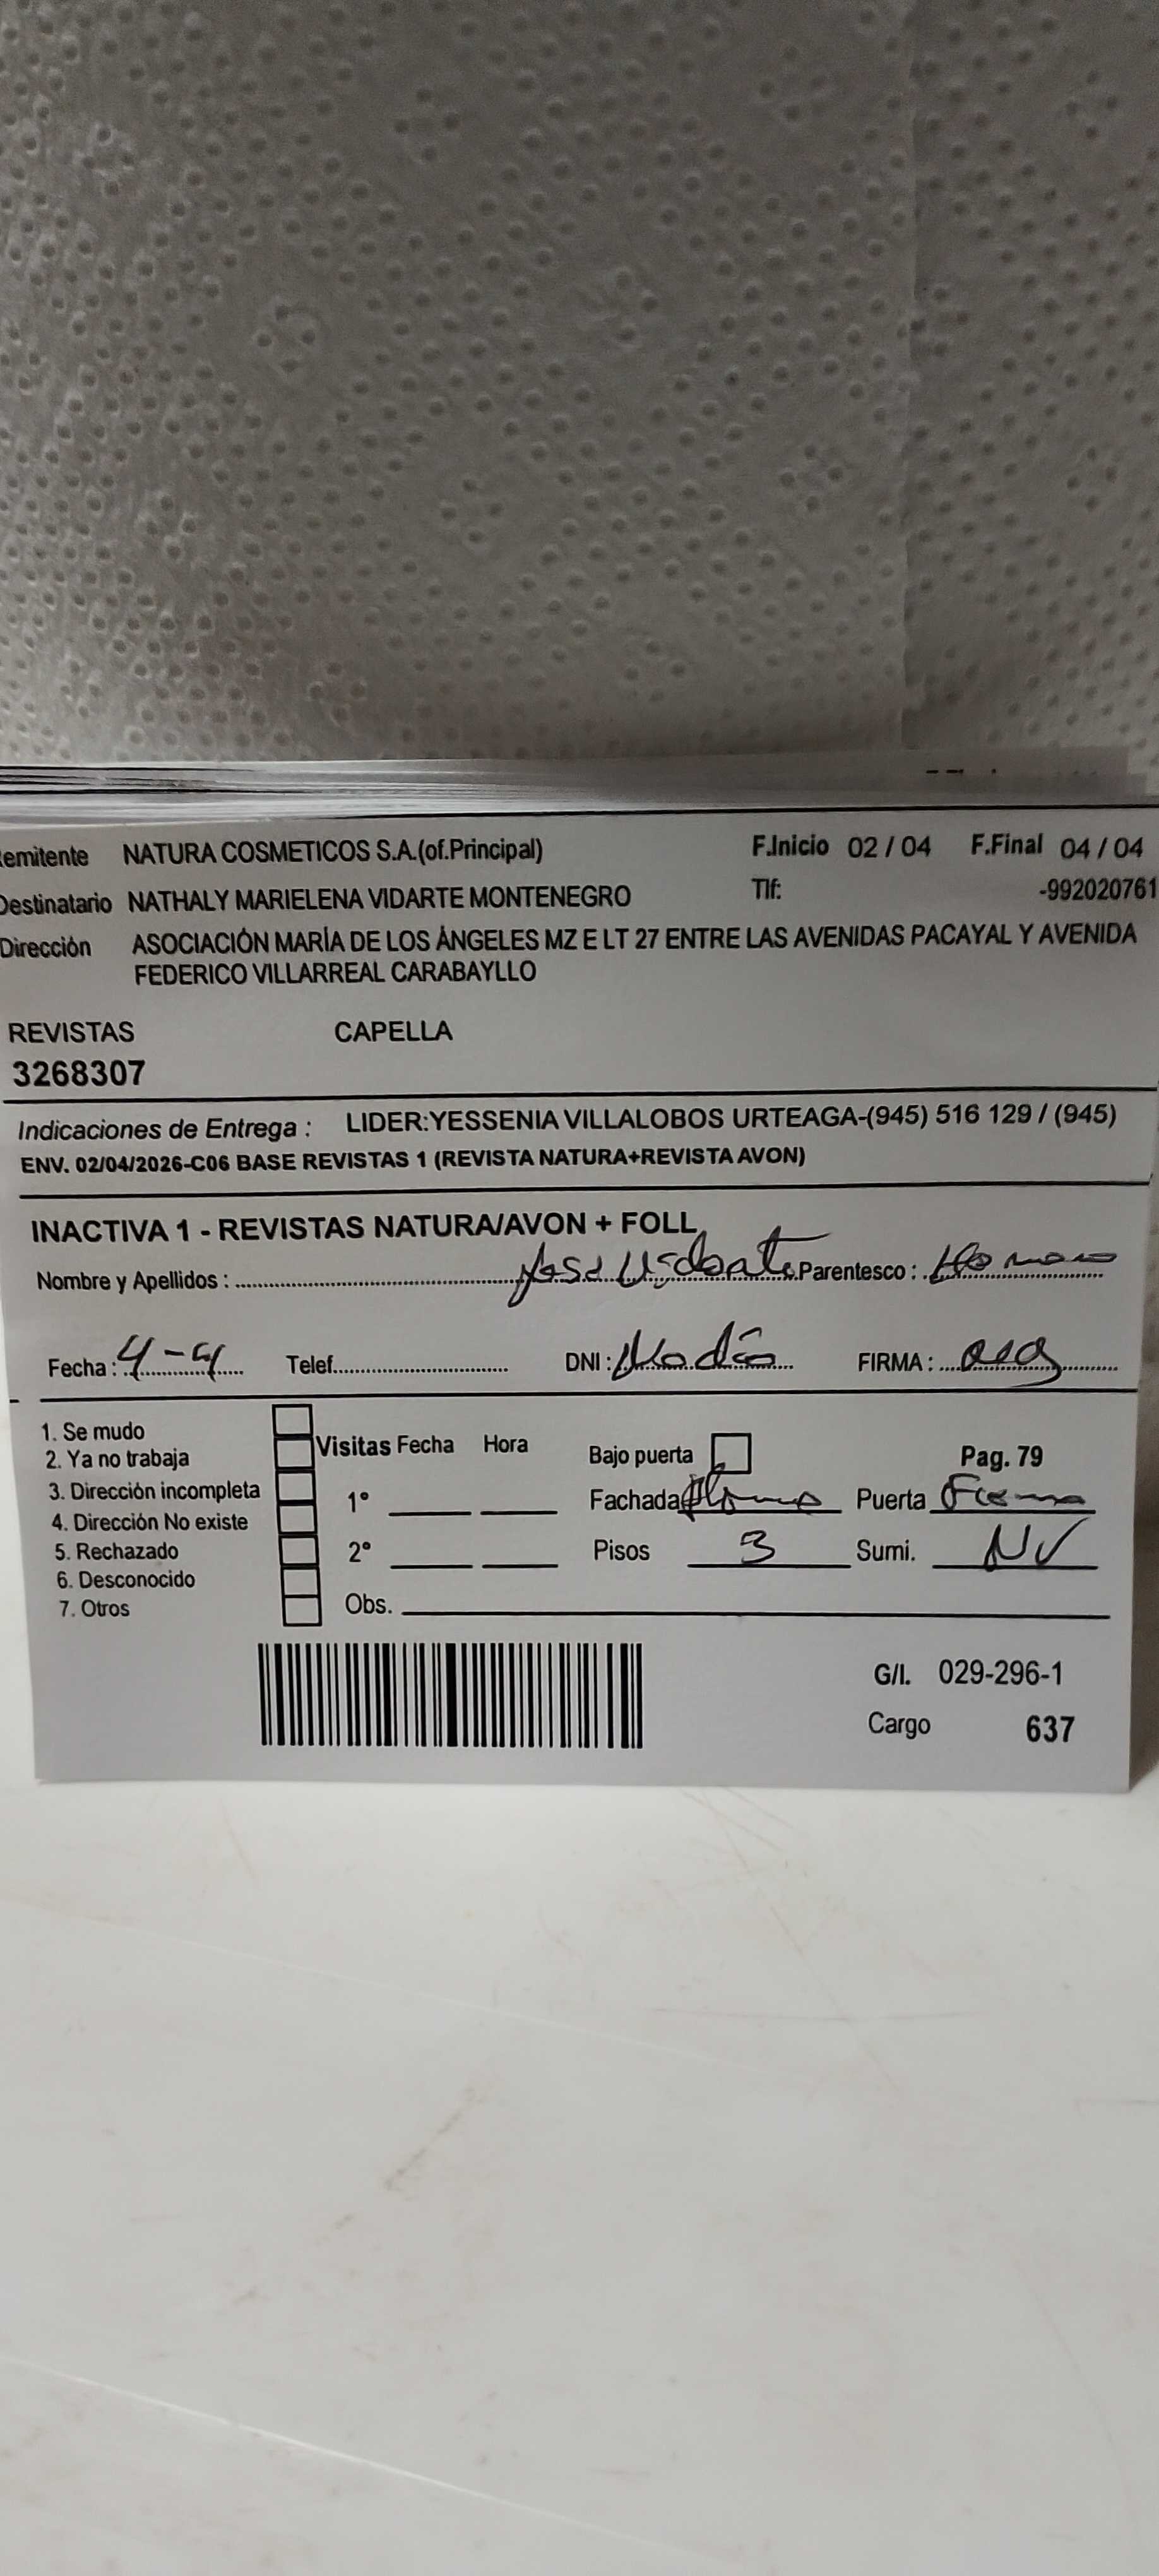 emitente NATURA COSMETICOS S.A.(of.Principal) F.Inicio 02 / 04 F.Final 04 / 04
Destinatario NATHALY MARIELENA VIDARTE MONTENEGRO Tlf: -992020761
Dirección ASOCIACIÓN MARÍA DE LOS ÁNGELES MZ E LT 27 ENTRE LAS AVENIDAS PACAYAL Y AVENIDA
FEDERICO VILLARREAL CARABAYLLO
REVISTAS CAPELLA
3268307
Indicaciones de Entrega : LIDER:YESSENIA VILLALOBOS URTEAGA-(945) 516 129 / (945)
ENV. 02/04/2026-C06 BASE REVISTAS 1 (REVISTA NATURA+REVISTA AVON)
INACTIVA 1 - REVISTAS NATURA/AVON + FOLL
Nombre y Apellidos : Vidarte Parentesco :
Fecha : 4-4 Telef. DNI : No dio FIRMA :
1. Se mudo
2. Ya no trabaja Visitas Fecha Hora Bajo puerta Pag. 79
3. Dirección incompleta 1° Fachada Puerta
4. Dirección No existe
5. Rechazado 2° Pisos 3 Sumi. NV
6. Desconocido
7. Otros Obs.
G/I. 029-296-1
Cargo 637